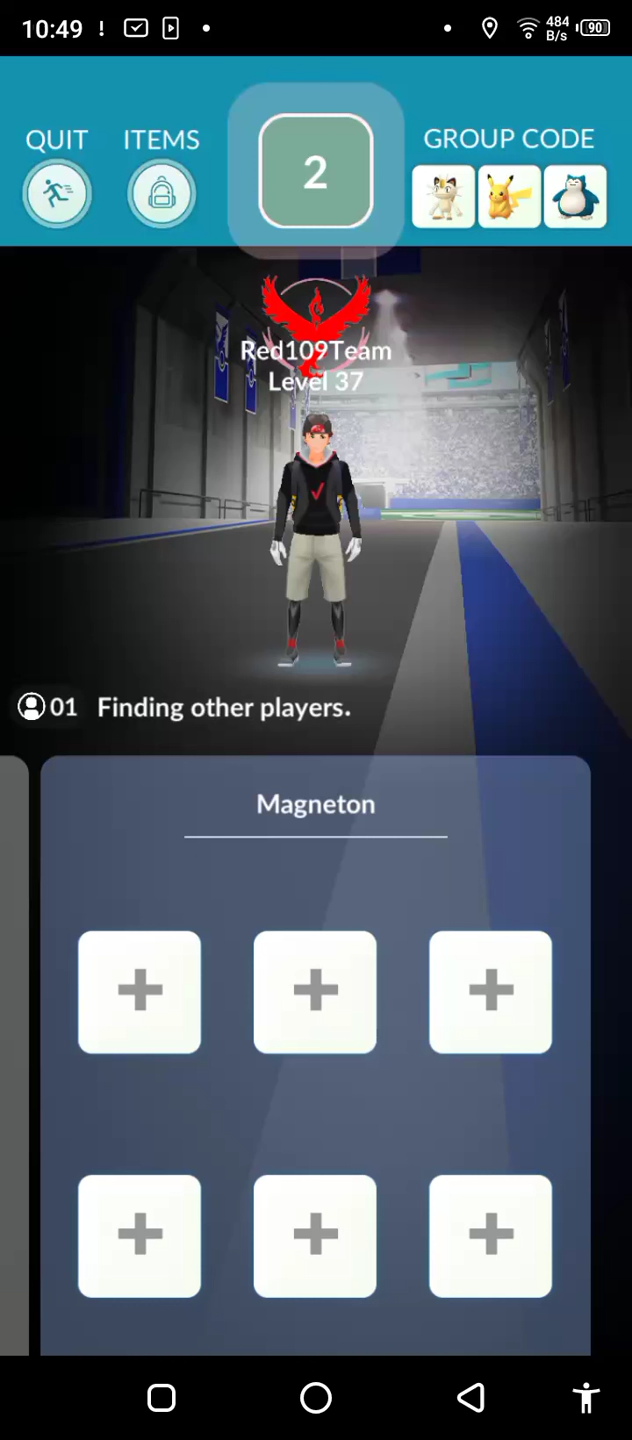 10:49
484
B/s
90
QUIT
ITEMS
2
GROUP CODE
Red109Team
Level 37
01 Finding other players.
Magneton